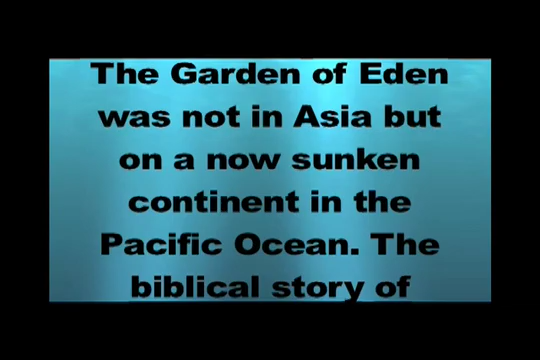 The Garden of Eden
was not in Asia but
on a now sunken
continent in the
Pacific Ocean. The
biblical story of